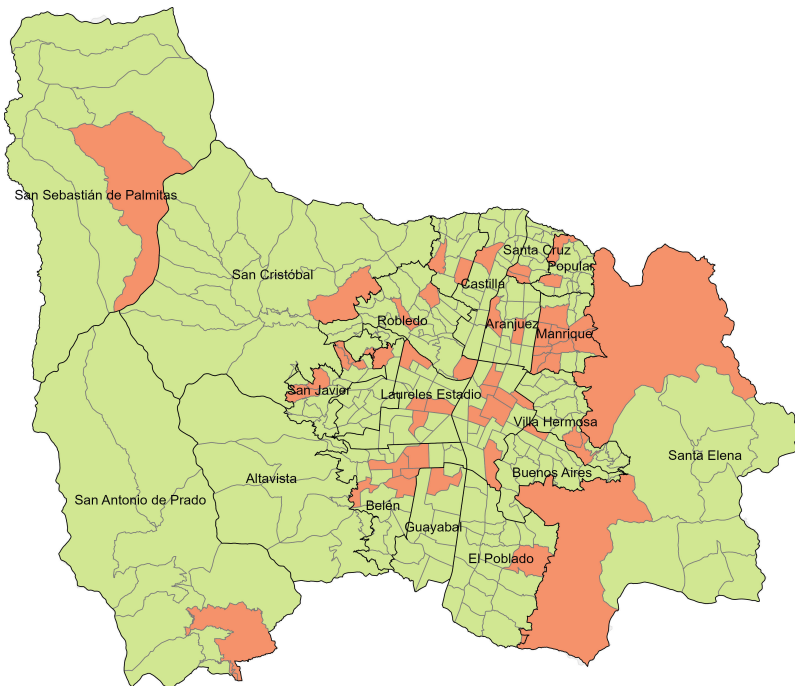 San Sebastián de Palmitas
Santa Cruz
Popular
San Cristóbal
Castilla
Robledo
Aranjuez
Manrique
San Javier
Laureles Estadio
Villa Hermosa
Santa Elena
Buenos Aires
Altavista
San Antonio de Prado
Belén
Guayabal
El Poblado